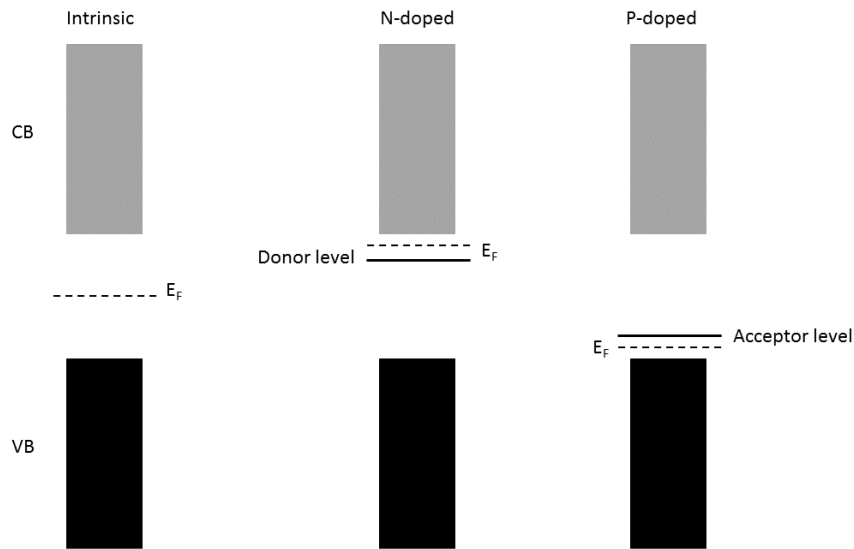 Intrinsic
N-doped
P-doped
CB
Donor level
E_F
E_F
E_F
Acceptor level
VB